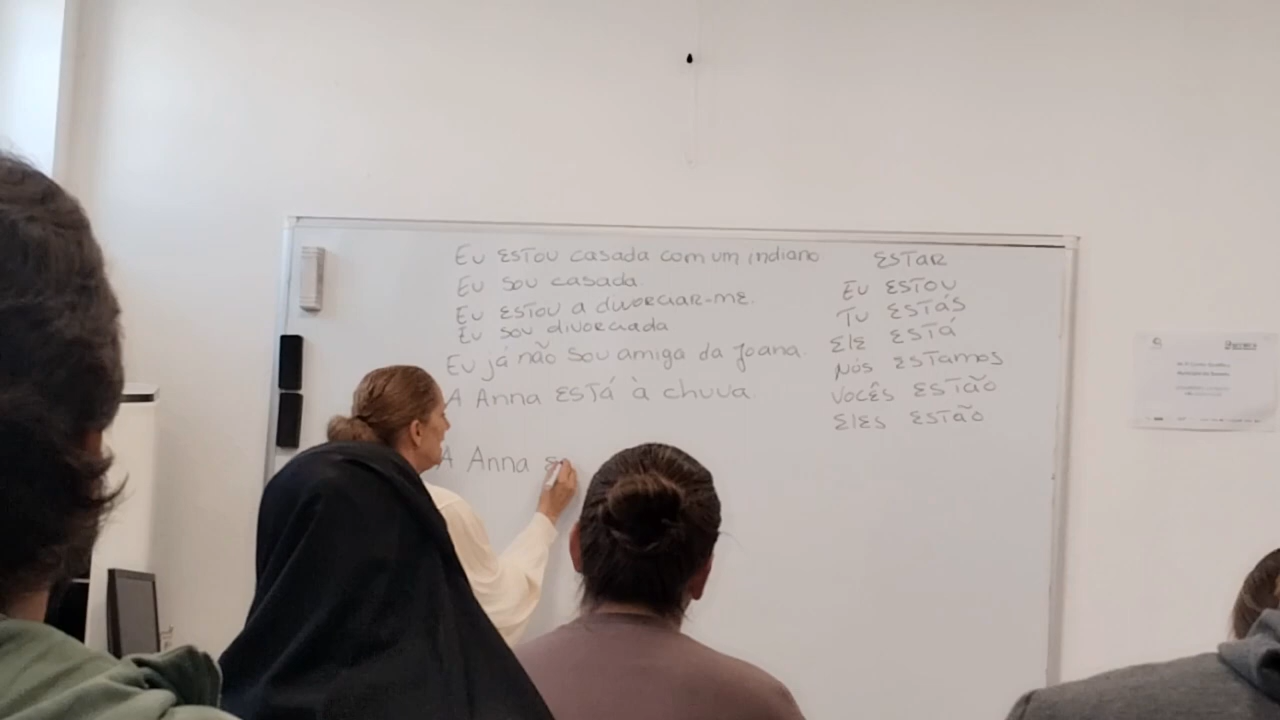 Eu estou casada com um indiano
Eu sou casada
Eu estou a divorciar-me.
Eu sou divorciada
Eu já não sou amiga da Joana.
A Anna está à chuva
A Anna
ESTAR
Eu estou
Tu estás
Ele está
Nós estamos
Vocês estão
Eles estão